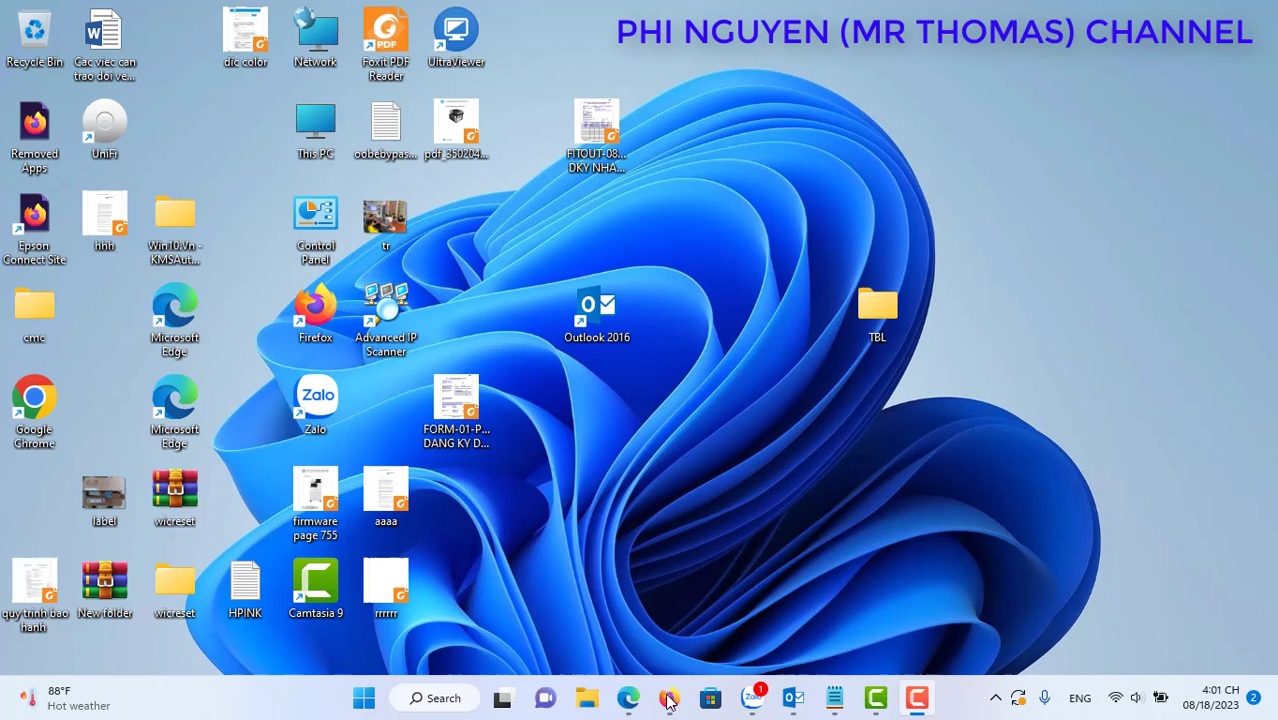 PHI NGUYEN (MR THOMAS) CHANNEL
Recycle Bin
Cac viec can
trao doi ve...
dic color
Network
Foxit PDF
Reader
UltraViewer
Removed
Apps
UniFi
This PC
oobebypas...
pdf_350204...
FITOUT-08...
DKY NHA...
Epson
Connect Site
hhh
Win10.Vn -
KMSAut...
Control
Panel
tr
cmc
Microsoft
Edge
Firefox
Advanced IP
Scanner
Outlook 2016
TBL
Google
Chrome
Microsoft
Edge
Zalo
Zalo
FORM-01-P...
DANG KY D...
label
wicreset
firmware
page 755
aaaa
quy trinh bao
hanh
New folder
wicreset
HPINK
Camtasia 9
rrrrrr
88°F
Hot weather
Search
Zalo
1
ENG
4:01 CH
08/18/2023
2